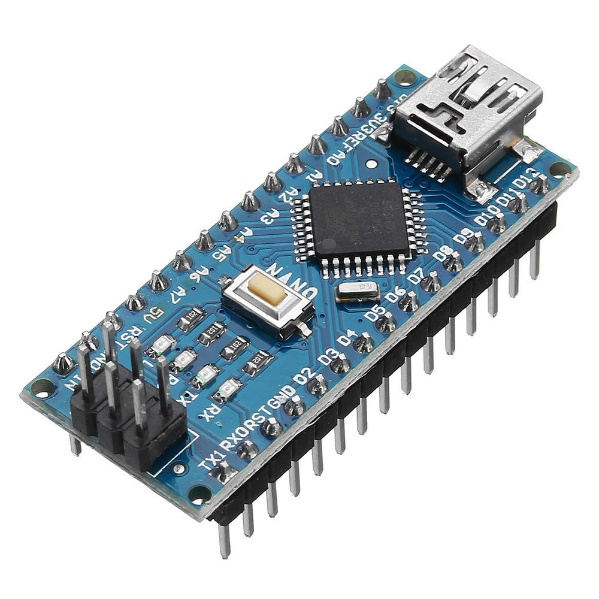 D13 3V3 REF A0 A1 A2 A3 A4 A5 A6 A7 5V RST GND VIN
NANO
L
RX
TX1 RX0 RST GND D2 D3 D4 D5 D6 D7 D8 D9 D10 D11 D12